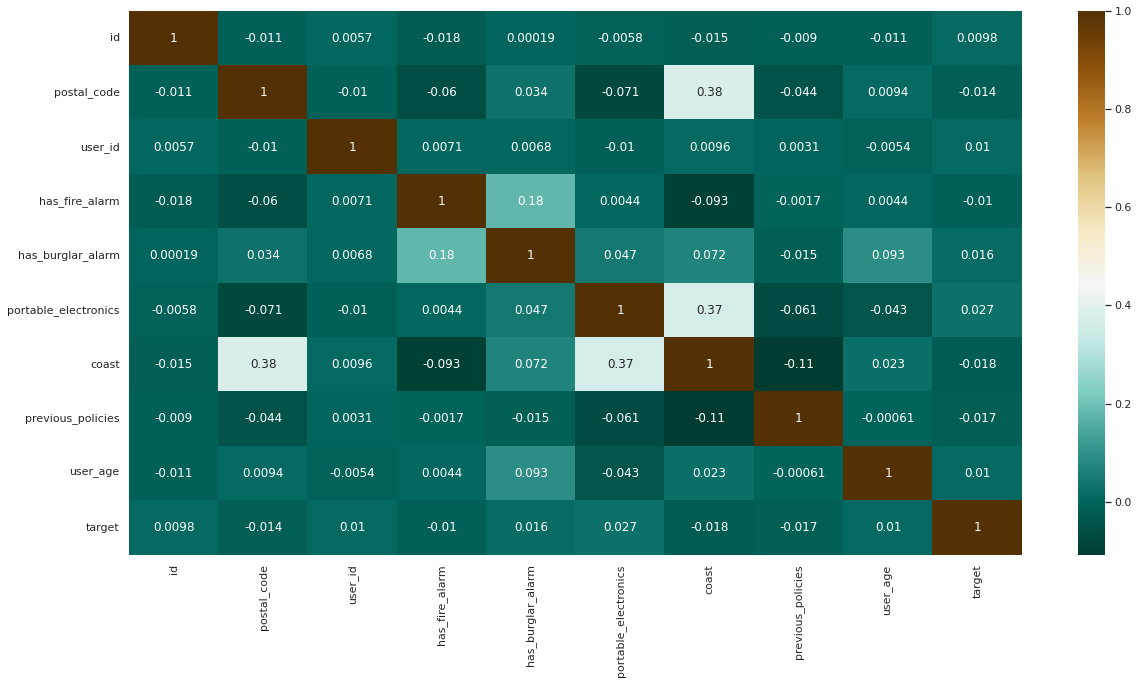 id 1 -0.011 0.0057 -0.018 0.00019 -0.0058 -0.015 -0.009 -0.011 0.0098
postal_code -0.011 1 -0.01 -0.06 0.034 -0.071 0.38 -0.044 0.0094 -0.014
user_id 0.0057 -0.01 1 0.0071 0.0068 -0.01 0.0096 0.0031 -0.0054 0.01
has_fire_alarm -0.018 -0.06 0.0071 1 0.18 0.0044 -0.093 -0.0017 0.0044 -0.01
has_burglar_alarm 0.00019 0.034 0.0068 0.18 1 0.047 0.072 -0.015 0.093 0.016
portable_electronics -0.0058 -0.071 -0.01 0.0044 0.047 1 0.37 -0.061 -0.043 0.027
coast -0.015 0.38 0.0096 -0.093 0.072 0.37 1 -0.11 0.023 -0.018
previous_policies -0.009 -0.044 0.0031 -0.0017 -0.015 -0.061 -0.11 1 -0.00061 -0.017
user_age -0.011 0.0094 -0.0054 0.0044 0.093 -0.043 0.023 -0.00061 1 0.01
target 0.0098 -0.014 0.01 -0.01 0.016 0.027 -0.018 -0.017 0.01 1
id
postal_code
user_id
has_fire_alarm
has_burglar_alarm
portable_electronics
coast
previous_policies
user_age
target
1.0
0.8
0.6
0.4
0.2
0.0